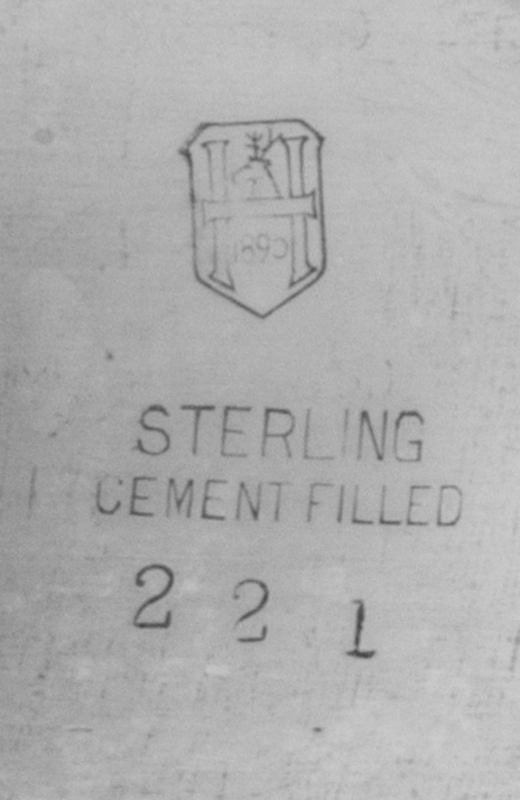 H
1890
STERLING
CEMENT FILLED
2 2 1